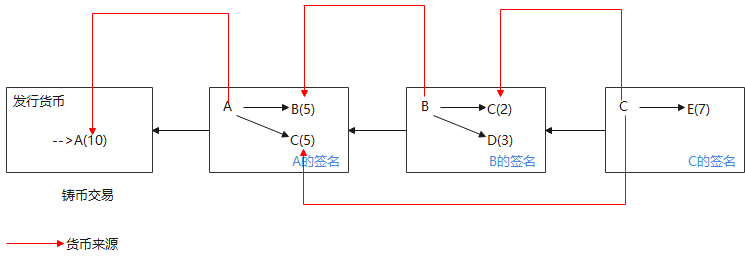 发行货币
-->A(10)
铸币交易
A
B(5)
C(5)
A的签名
B
C(2)
D(3)
B的签名
C
E(7)
C的签名
货币来源